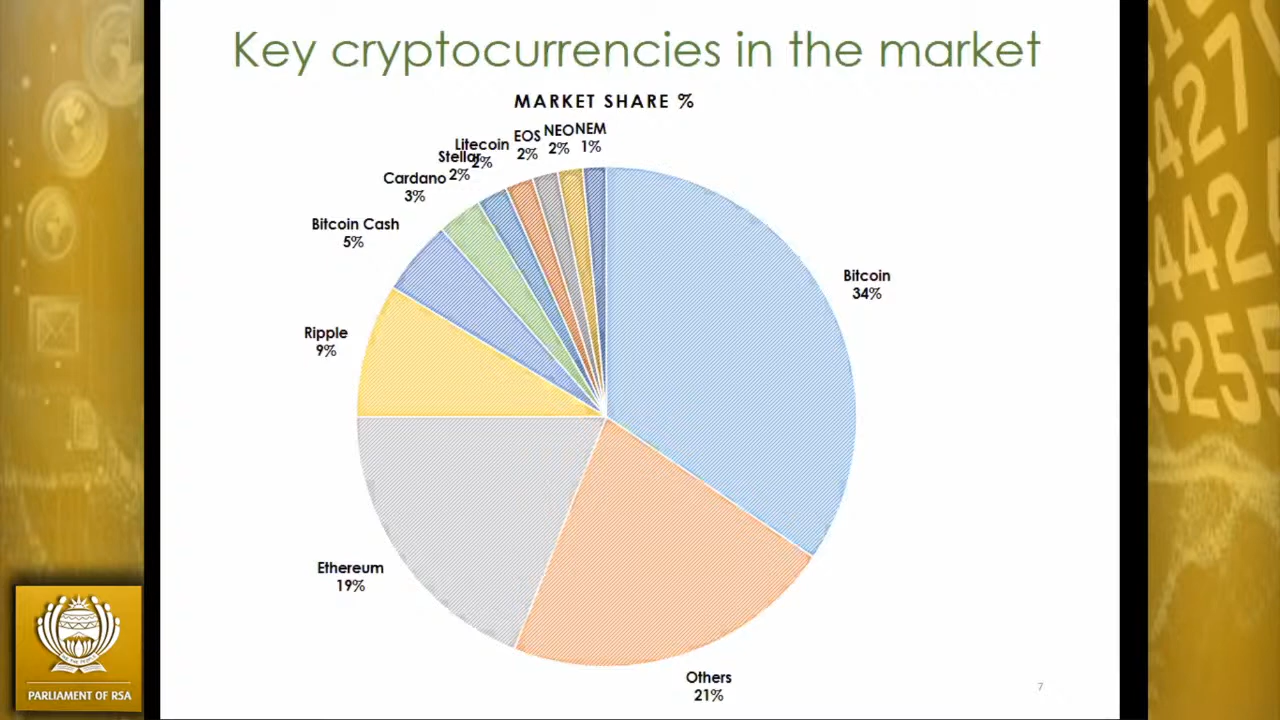 Key cryptocurrencies in the market
MARKET SHARE %
Litecoin
2%
EOS
2%
NEO
2%
NEM
1%
Stellar
2%
Cardano
3%
Bitcoin Cash
5%
Bitcoin
34%
Ripple
9%
Ethereum
19%
Others
21%
7
PARLIAMENT OF RSA